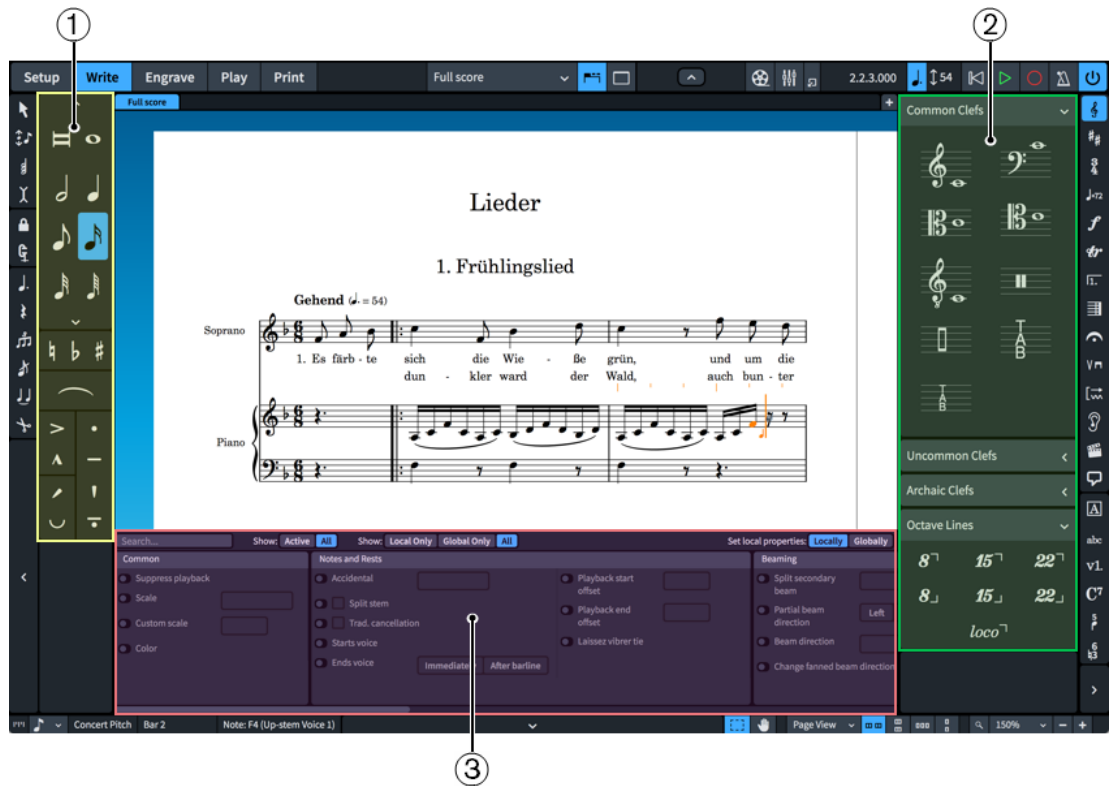 1 2
Setup Write Engrave Play Print Full score 2.2.3.000 54
Full score
Common Clefs
Lieder
1. Frühlingslied
Gehend (♩. = 54)
Soprano
1. Es färb - te sich die Wie - ße grün, und um die
dun - kler ward der Wald, auch bun - ter
Piano
Uncommon Clefs
Archaic Clefs
Octave Lines
8 15 22
8 15 22
loco
Search... Show: Active All Show: Local Only Global Only All Set local properties: Locally Globally
Common Notes and Rests Beaming
Suppress playback Accidental Playback start offset Split secondary beam
Scale Split stem Playback end offset Partial beam direction Left
Custom scale Trad. cancellation Laissez vibrer tie Beam direction
Color Starts voice Change fanned beam direction
Ends voice Immediately After barline
A
abc
v1.
C7
Concert Pitch Bar 2 Note: F4 (Up-stem Voice 1) Page View 150%
3